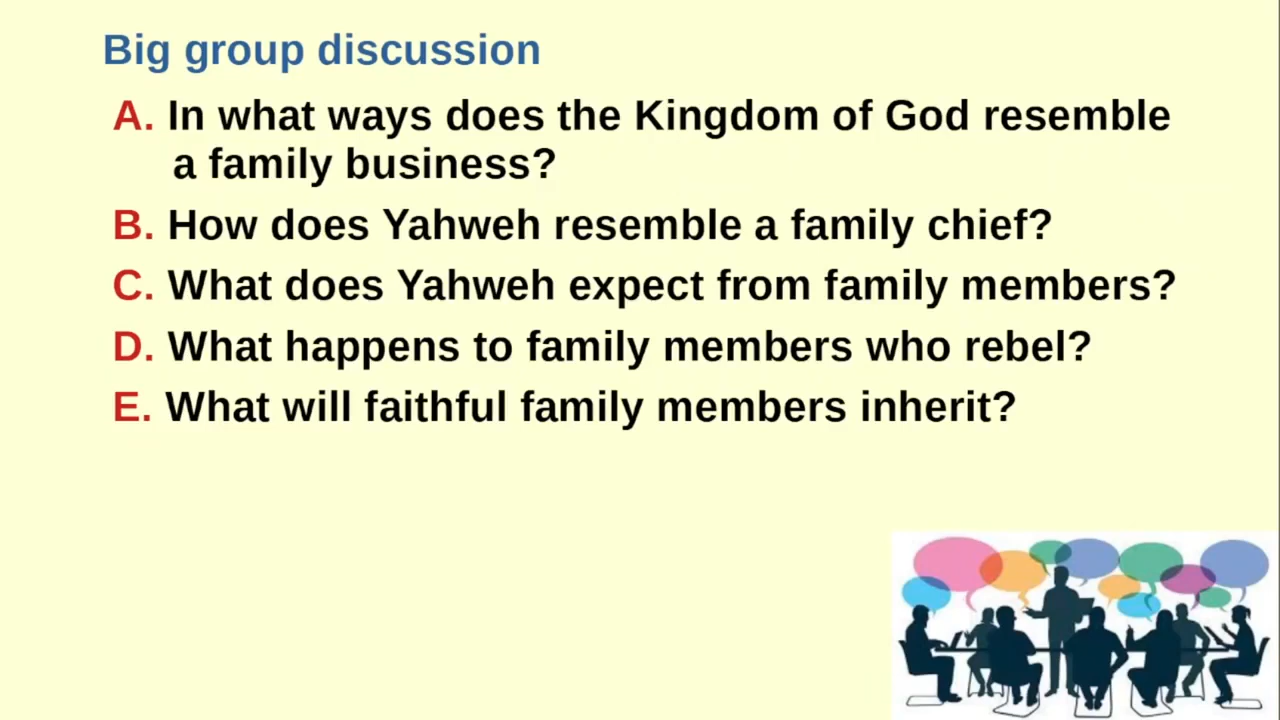 Big group discussion
A. In what ways does the Kingdom of God resemble
a family business?
B. How does Yahweh resemble a family chief?
C. What does Yahweh expect from family members?
D. What happens to family members who rebel?
E. What will faithful family members inherit?